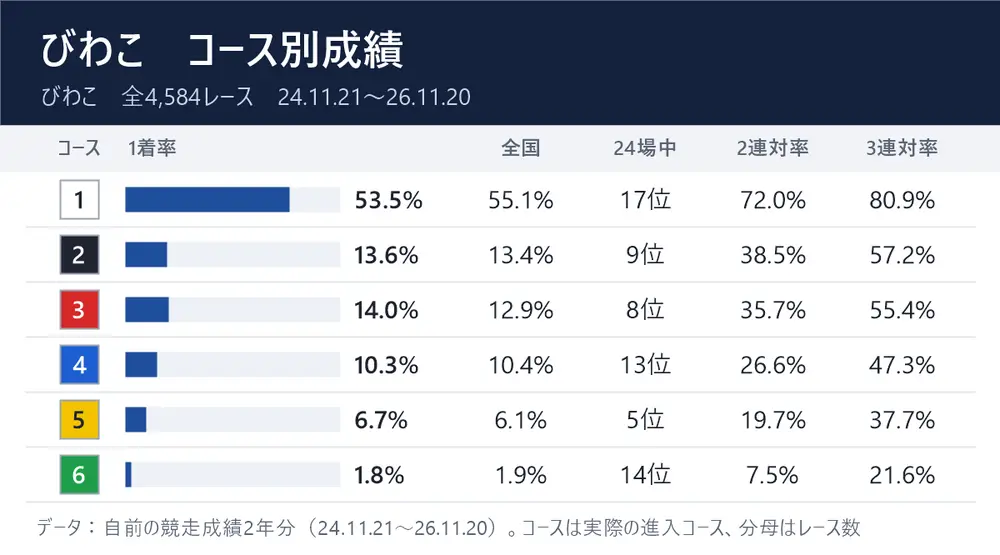 びわこ　コース別成績
びわこ　全4,584レース　24.11.21～26.11.20
コース 1着率 全国 24場中 2連対率 3連対率
1 53.5% 55.1% 17位 72.0% 80.9%
2 13.6% 13.4% 9位 38.5% 57.2%
3 14.0% 12.9% 8位 35.7% 55.4%
4 10.3% 10.4% 13位 26.6% 47.3%
5 6.7% 6.1% 5位 19.7% 37.7%
6 1.8% 1.9% 14位 7.5% 21.6%
データ：自前の競走成績2年分（24.11.21～26.11.20）。コースは実際の進入コース、分母はレース数